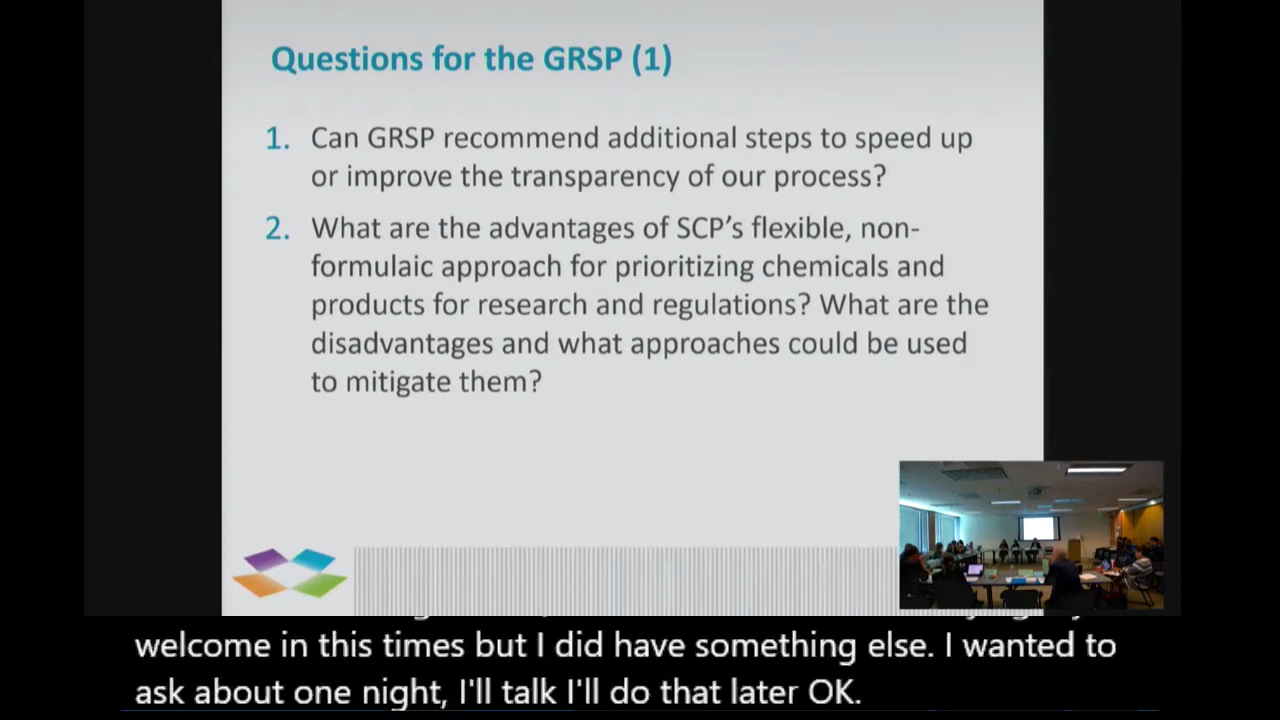 Questions for the GRSP (1)
1. Can GRSP recommend additional steps to speed up
or improve the transparency of our process?
2. What are the advantages of SCP's flexible, non-
formulaic approach for prioritizing chemicals and
products for research and regulations? What are the
disadvantages and what approaches could be used
to mitigate them?
welcome in this times but I did have something else. I wanted to
ask about one night, I'll talk I'll do that later OK.